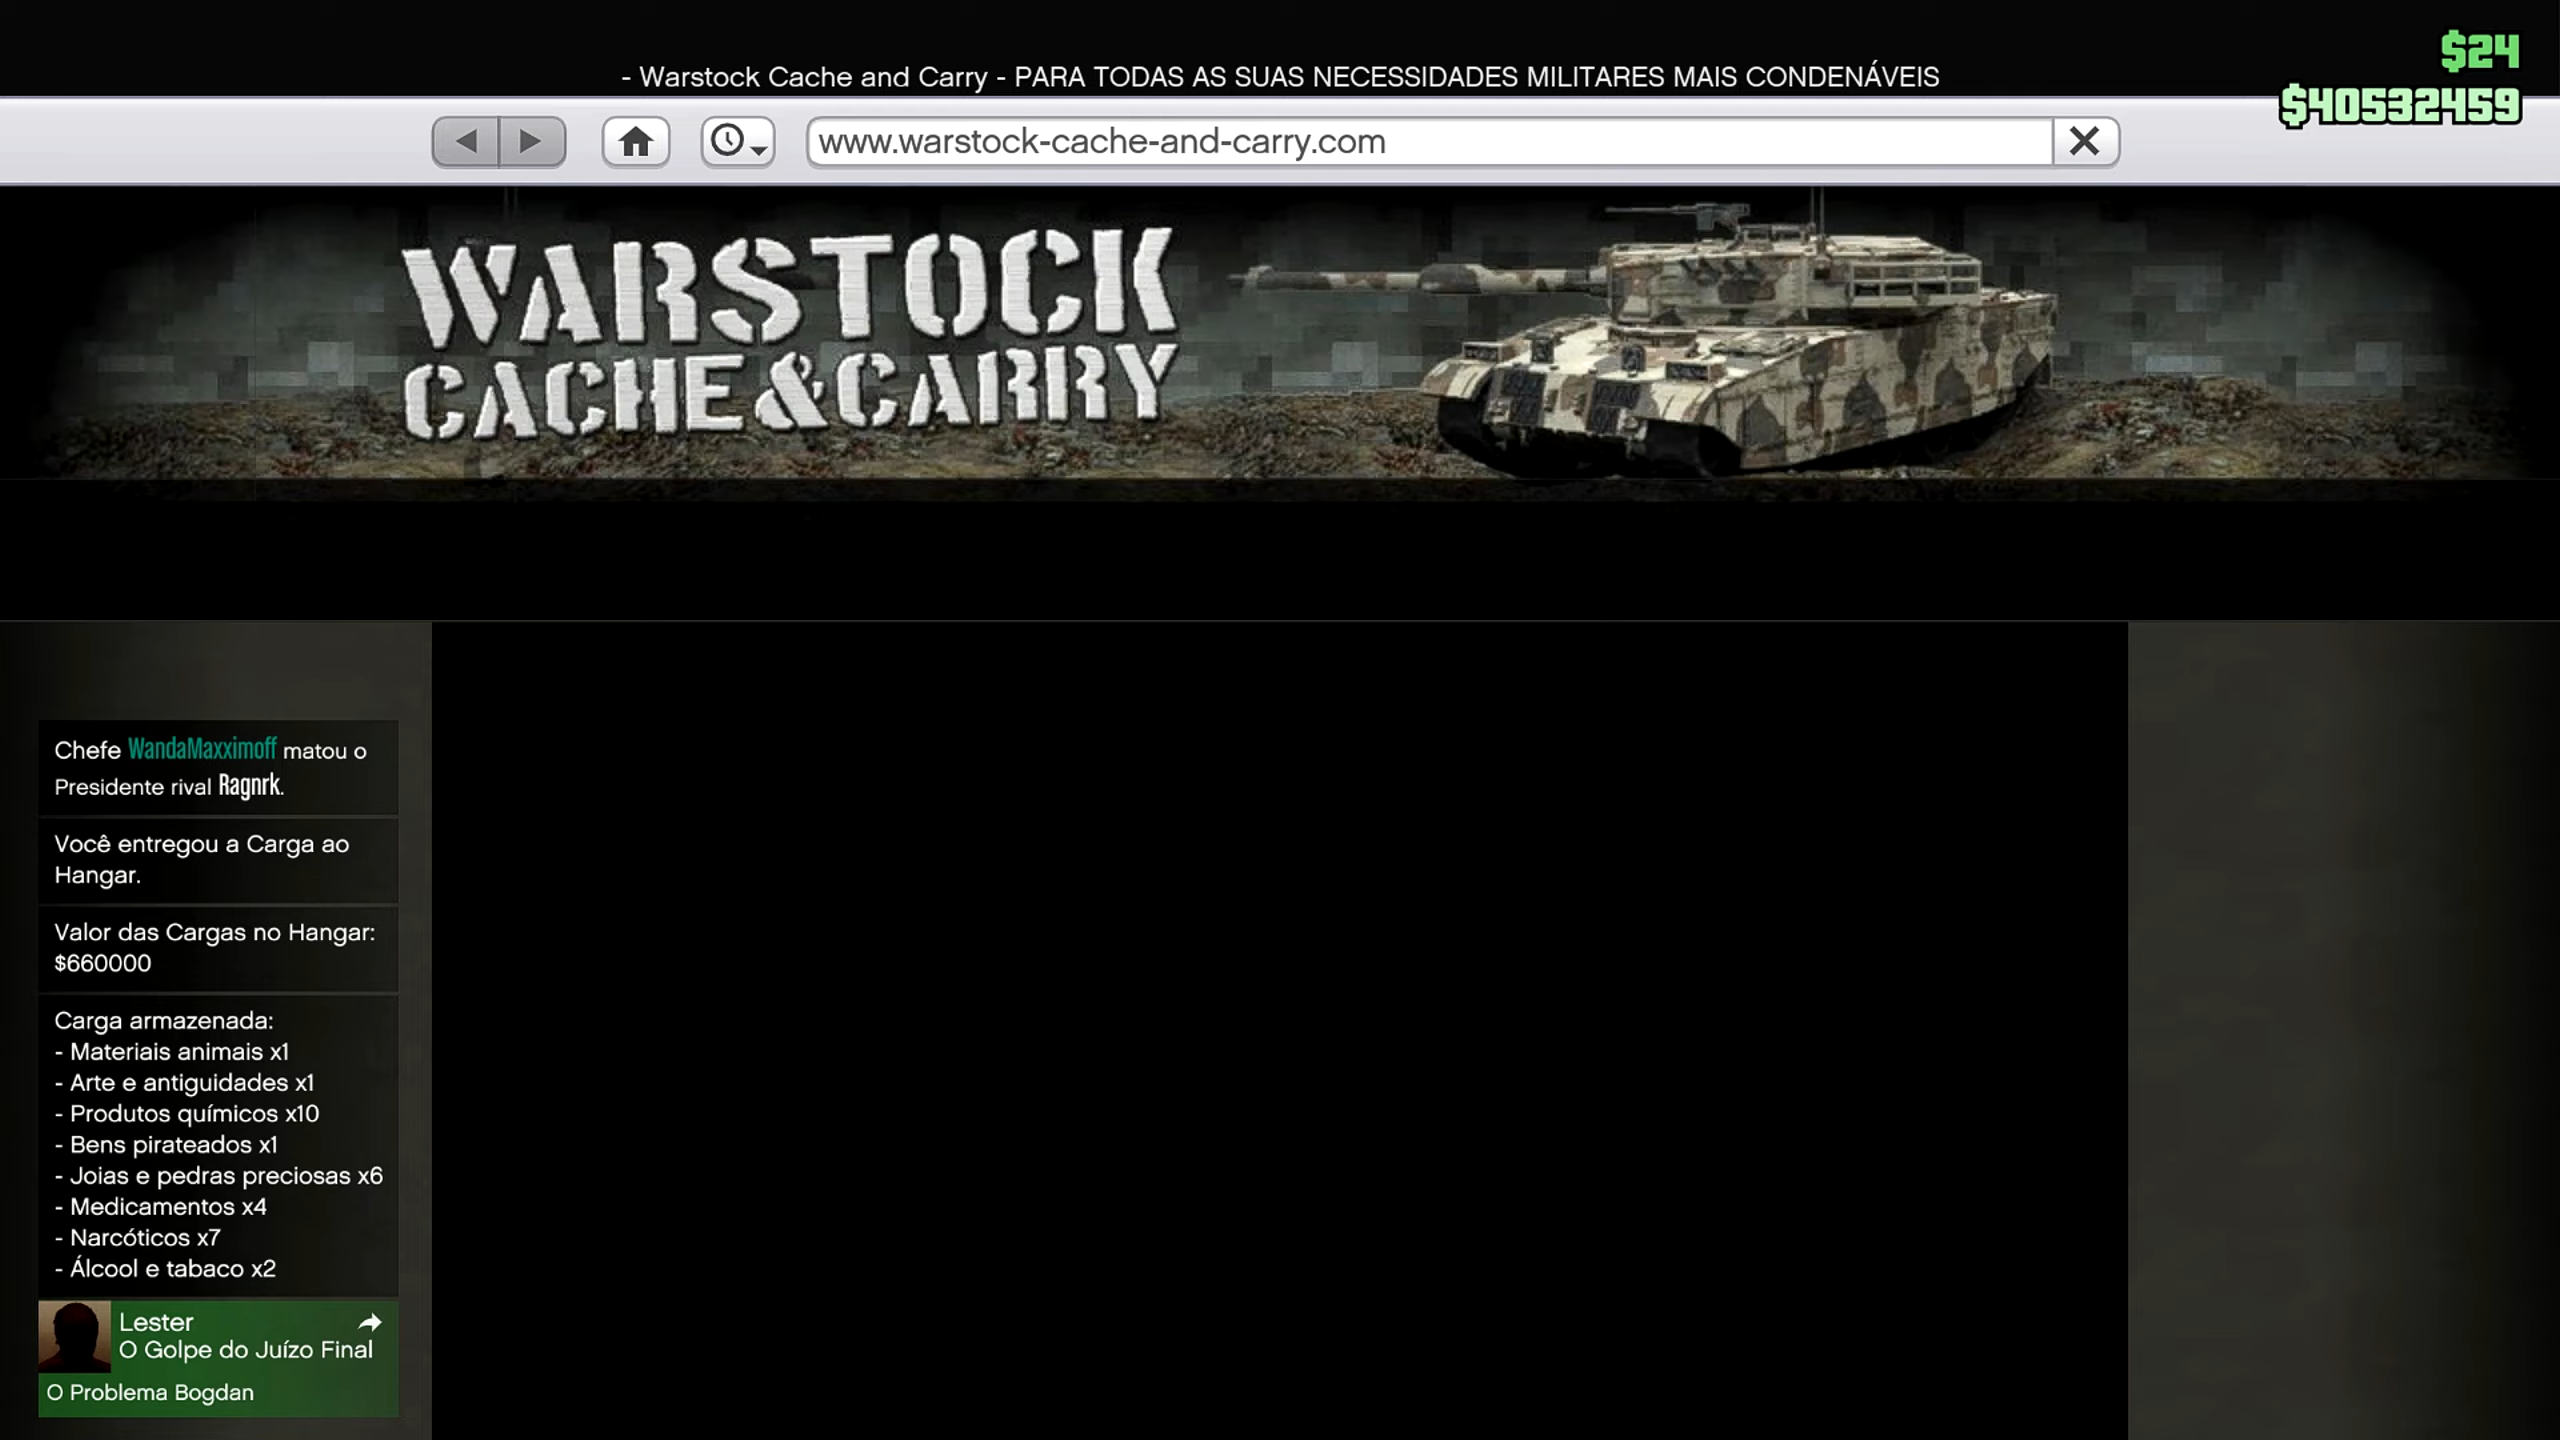 $24
- Warstock Cache and Carry - PARA TODAS AS SUAS NECESSIDADES MILITARES MAIS CONDENÁVEIS
$40532459
www.warstock-cache-and-carry.com
WARSTOCK
CACHE&CARRY
Chefe WandaMaxximoff matou o
Presidente rival Ragnrk.
Você entregou a Carga ao
Hangar.
Valor das Cargas no Hangar:
$660000
Carga armazenada:
- Materiais animais x1
- Arte e antiguidades x1
- Produtos químicos x10
- Bens pirateados x1
- Joias e pedras preciosas x6
- Medicamentos x4
- Narcóticos x7
- Álcool e tabaco x2
Lester
O Golpe do Juízo Final
O Problema Bogdan